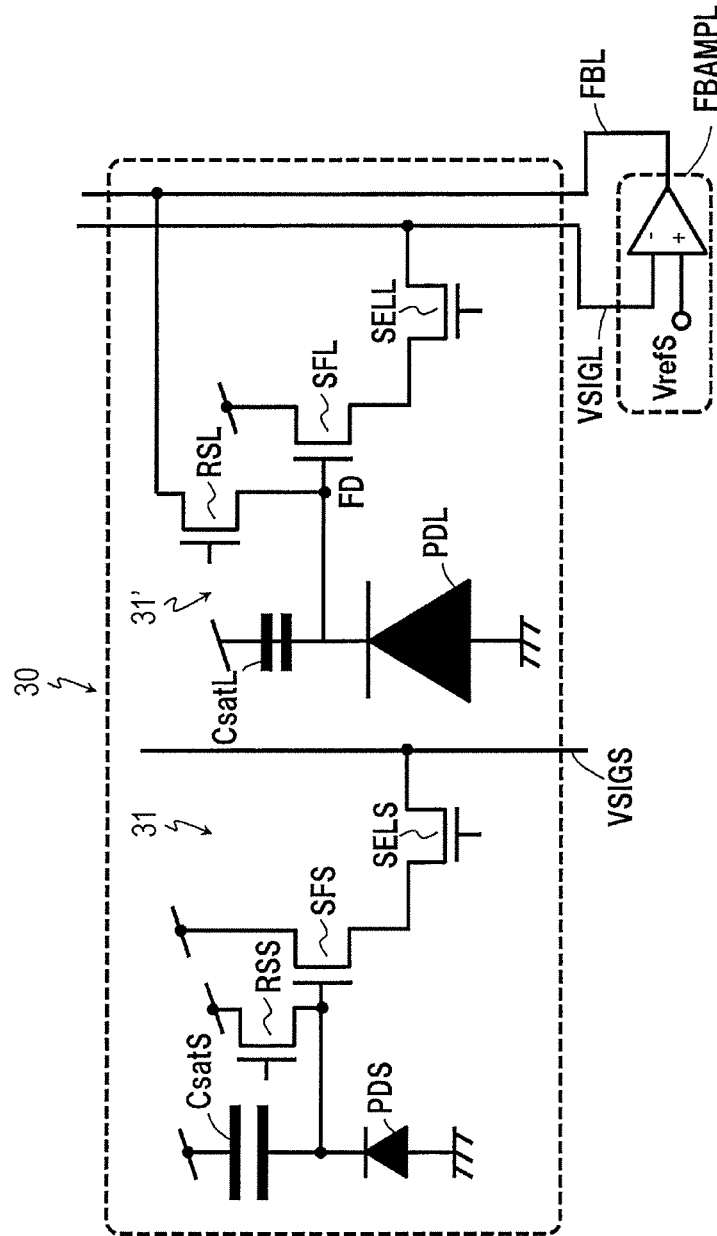 30
31
31'
CsatS
RSS
SFS
SELS
PDS
VSIGS
CsatL
RSL
SFL
FD
SELL
PDL
VSIGL
VrefS
-
+
FBL
FBAMPL